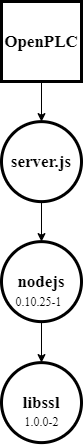 OpenPLC
server.js
nodejs
0.10.25-1
libssl
1.0.0-2